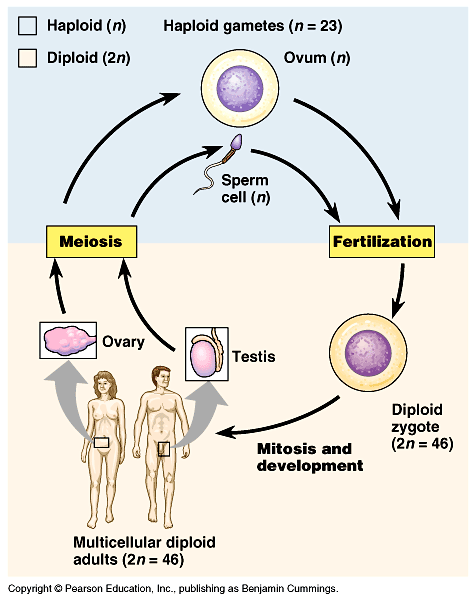 Haploid (n)
Haploid gametes (n = 23)
Diploid (2n)
Ovum (n)
Sperm
cell (n)
Meiosis
Fertilization
Ovary
Testis
Diploid
zygote
(2n = 46)
Mitosis and
development
Multicellular diploid
adults (2n = 46)
Copyright © Pearson Education, Inc., publishing as Benjamin Cummings.